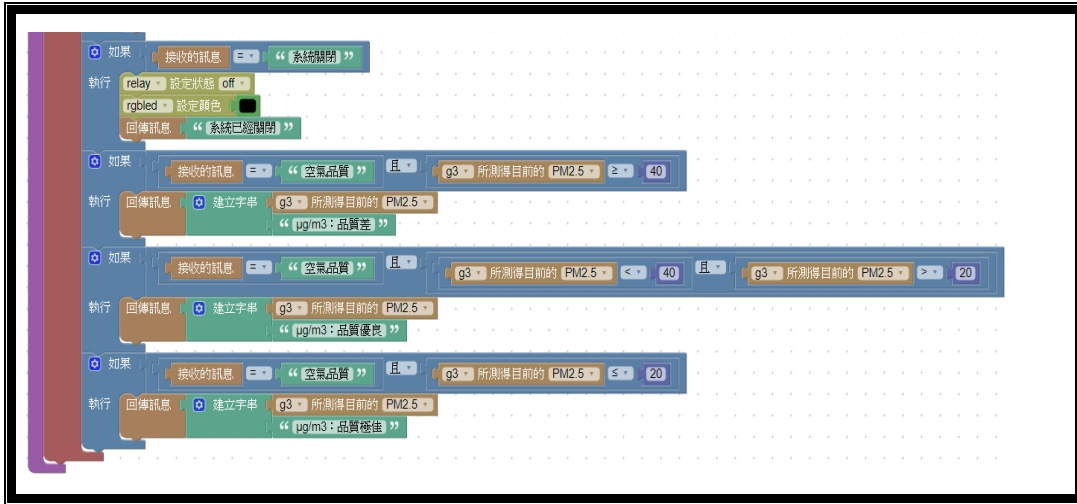 如果 接收的訊息 = “ 系統關閉 ”
執行 relay 設定狀態 off
rgbled 設定顏色
回傳訊息 “ 系統已經關閉 ”
如果 接收的訊息 = “ 空氣品質 ” 且 g3 所測得目前的 PM2.5 ≥ 40
執行 回傳訊息 建立字串 g3 所測得目前的 PM2.5
“ μg/m3：品質差 ”
如果 接收的訊息 = “ 空氣品質 ” 且 g3 所測得目前的 PM2.5 < 40 且 g3 所測得目前的 PM2.5 > 20
執行 回傳訊息 建立字串 g3 所測得目前的 PM2.5
“ μg/m3：品質優良 ”
如果 接收的訊息 = “ 空氣品質 ” 且 g3 所測得目前的 PM2.5 ≤ 20
執行 回傳訊息 建立字串 g3 所測得目前的 PM2.5
“ μg/m3：品質極佳 ”